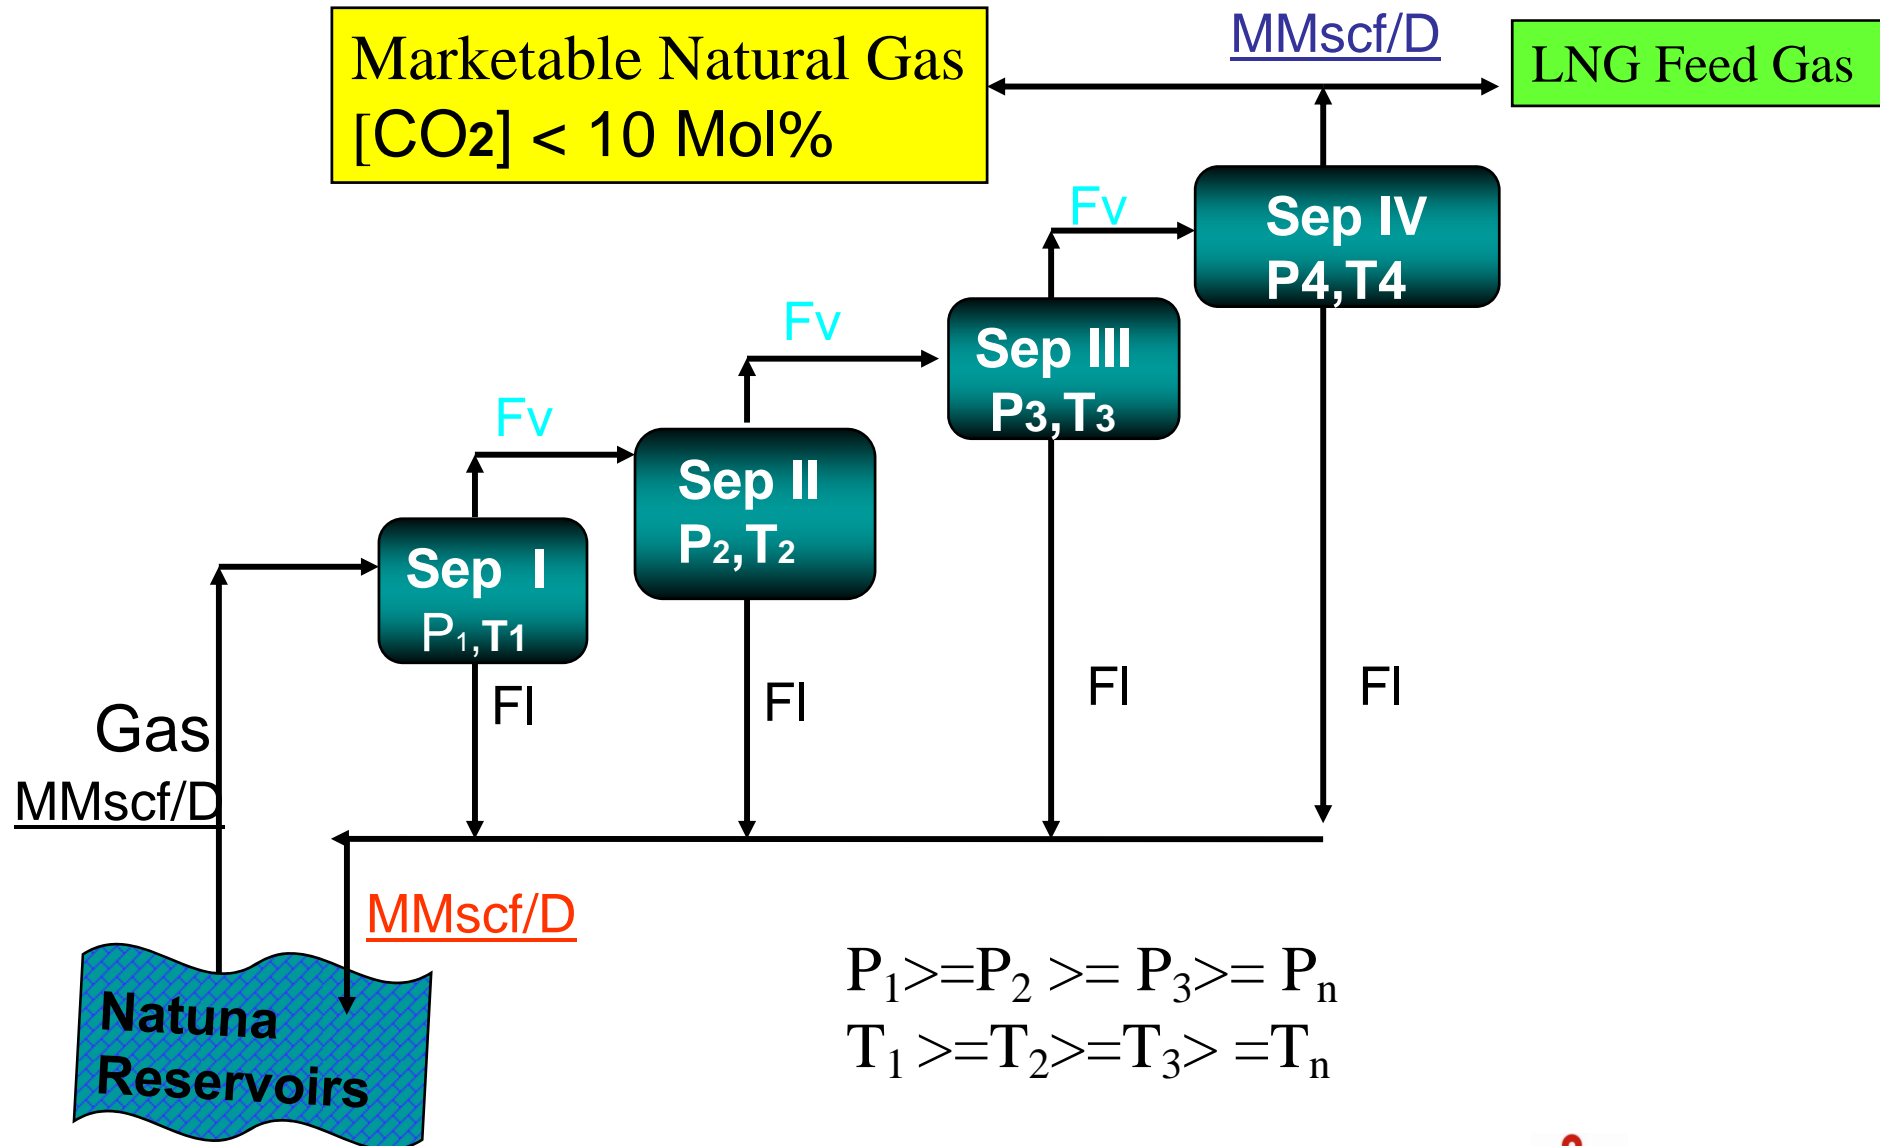 MMscf/D
Marketable Natural Gas
[CO2] < 10 Mol%
LNG Feed Gas
Fv
Sep IV
P4,T4
Fv
Sep III
P3,T3
Fv
Sep II
P2,T2
Sep I
P1,T1
Fl
Fl
Fl
Fl
Gas
MMscf/D
MMscf/D
Natuna
Reservoirs
P1>=P2 >= P3>= Pn
T1 >=T2>=T3> =Tn